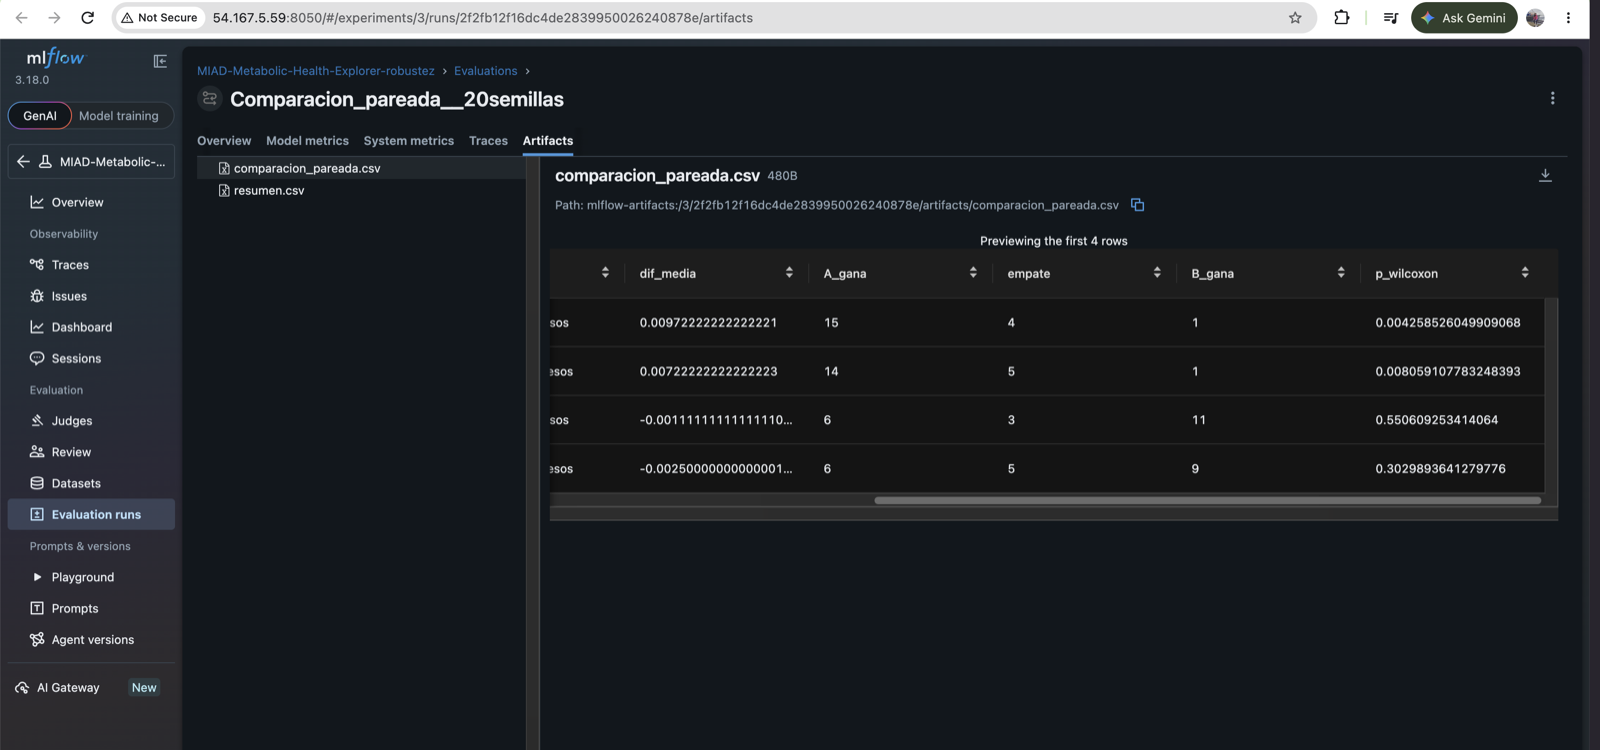 Not Secure 54.167.5.59:8050/#/experiments/3/runs/2f2fb12f16dc4de2839950026240878e/artifacts Ask Gemini
mlflow
3.18.0
GenAI Model training
MIAD-Metabolic-...
Overview
Observability
Traces
Issues
Dashboard
Sessions
Evaluation
Judges
Review
Datasets
Evaluation runs
Prompts & versions
Playground
Prompts
Agent versions
AI Gateway New
MIAD-Metabolic-Health-Explorer-robustez › Evaluations ›
Comparacion_pareada__20semillas
Overview Model metrics System metrics Traces Artifacts
comparacion_pareada.csv
resumen.csv
comparacion_pareada.csv 480B
Path: mlflow-artifacts:/3/2f2fb12f16dc4de2839950026240878e/artifacts/comparacion_pareada.csv
Previewing the first 4 rows
dif_media A_gana empate B_gana p_wilcoxon
sos 0.00972222222222221 15 4 1 0.004258526049909068
esos 0.00722222222222223 14 5 1 0.008059107783248393
sos -0.00111111111111110... 6 3 11 0.550609253414064
esos -0.00250000000000001... 6 5 9 0.3029893641279776